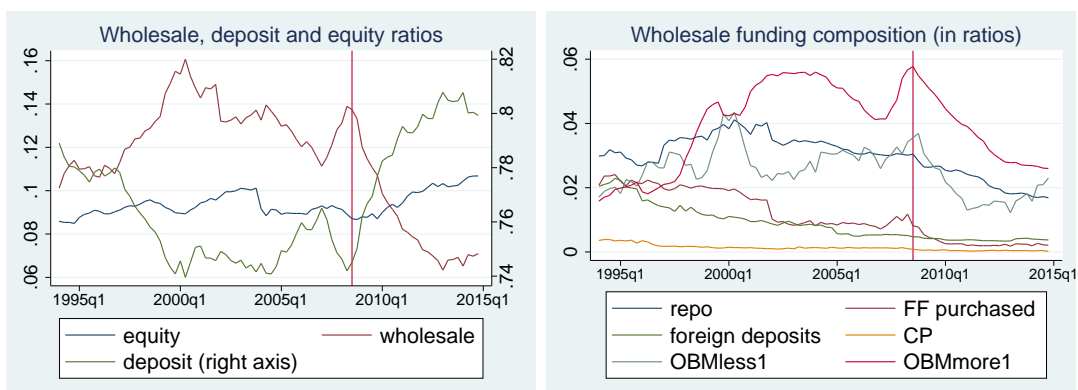 Wholesale, deposit and equity ratios
.16
.14
.12
.1
.08
.06
.82
.8
.78
.76
.74
1995q1 2000q1 2005q1 2010q1 2015q1
equity wholesale
deposit (right axis)
Wholesale funding composition (in ratios)
.06
.04
.02
0
1995q1 2000q1 2005q1 2010q1 2015q1
repo FF purchased
foreign deposits CP
OBMless1 OBMmore1